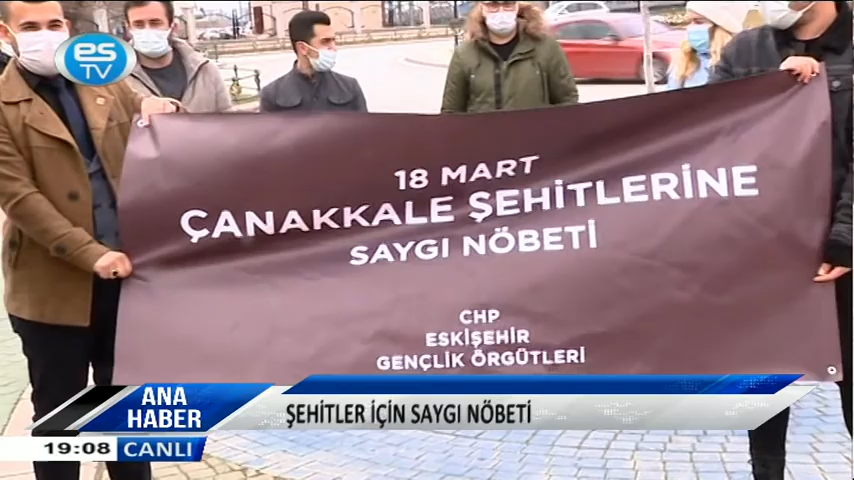 es
TV
18 MART
ÇANAKKALE ŞEHİTLERİNE
SAYGI NÖBETİ
CHP
ESKİŞEHİR
GENÇLİK ÖRGÜTLERİ
ANA
HABER
ŞEHİTLER İÇİN SAYGI NÖBETİ
19:08 CANLI